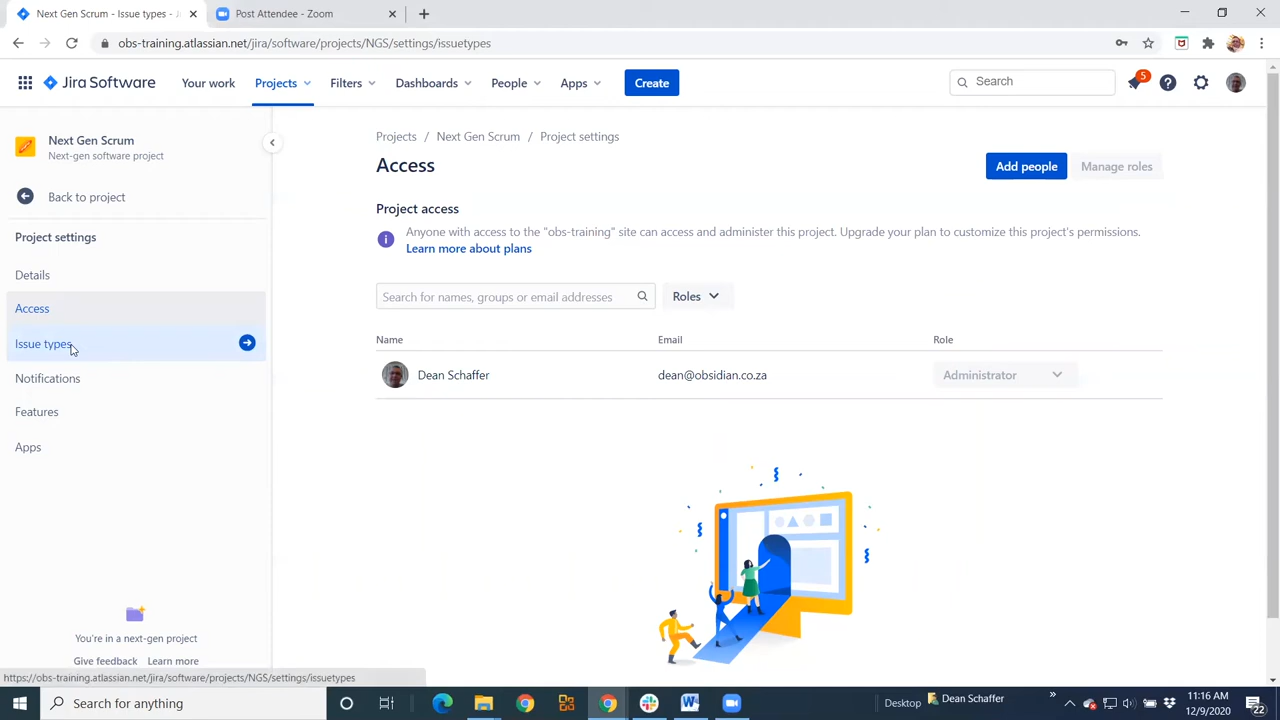 Next Gen Scrum - Issue types -
Post Attendee - Zoom
obs-training.atlassian.net/jira/software/projects/NGS/settings/issuetypes
Jira Software
Your work
Projects
Filters
Dashboards
People
Apps
Create
Search
5
Next Gen Scrum
Next-gen software project
Back to project
Project settings
Details
Access
Issue types
Notifications
Features
Apps
You're in a next-gen project
Give feedback
Learn more
https://obs-training.atlassian.net/jira/software/projects/NGS/settings/issuetypes
Projects / Next Gen Scrum / Project settings
Access
Add people
Manage roles
Project access
Anyone with access to the "obs-training" site can access and administer this project. Upgrade your plan to customize this project's permissions.
Learn more about plans
Search for names, groups or email addresses
Roles
Name
Email
Role
Dean Schaffer
dean@obsidian.co.za
Administrator
Search for anything
Desktop
Dean Schaffer
11:16 AM
12/9/2020
22